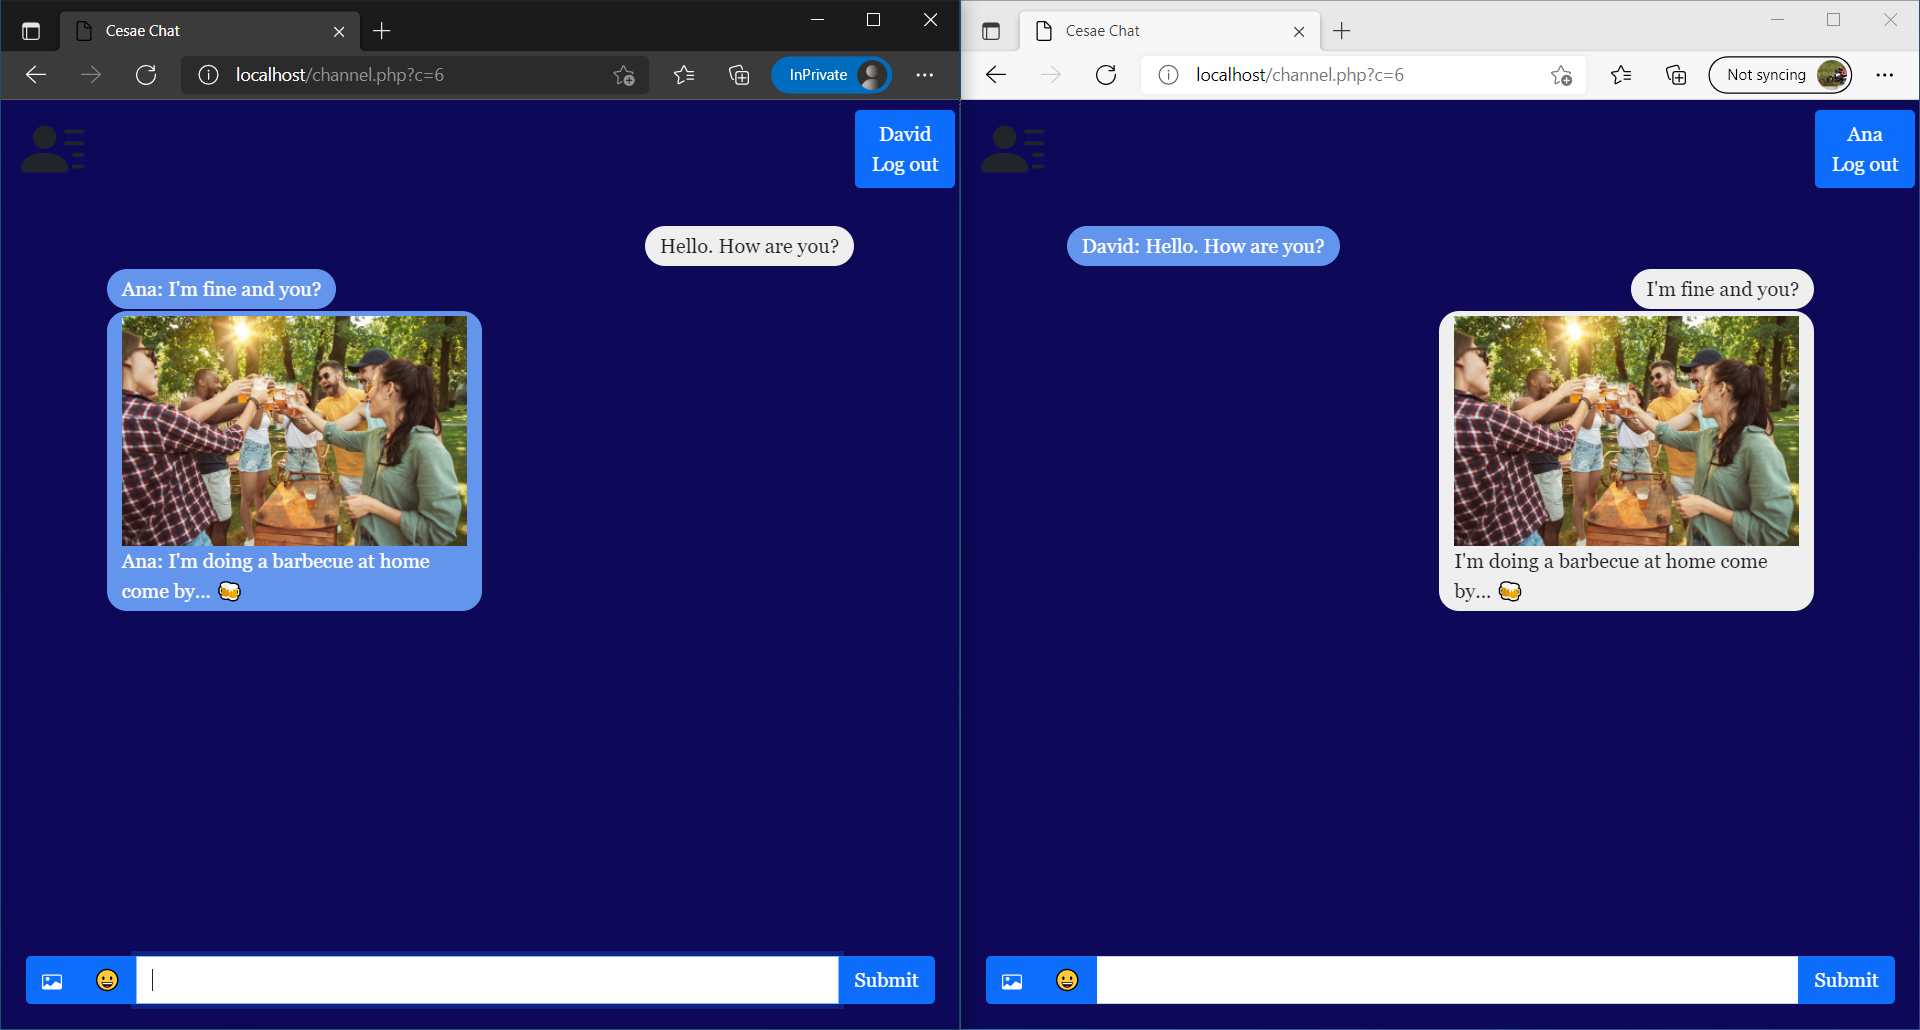 Cesae Chat
localhost/channel.php?c=6
InPrivate
David
Log out
Hello. How are you?
Ana: I'm fine and you?
Ana: I'm doing a barbecue at home
come by... 🍻
Submit
Cesae Chat
localhost/channel.php?c=6
Not syncing
Ana
Log out
David: Hello. How are you?
I'm fine and you?
I'm doing a barbecue at home come
by... 🍻
Submit